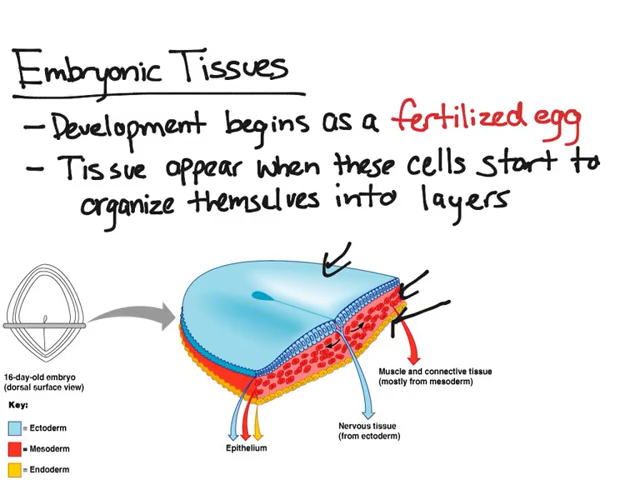 Embryonic Tissues
- Development begins as a fertilized egg
- Tissue appear when these cells start to
organize themselves into layers
16-day-old embryo
(dorsal surface view)
Key:
= Ectoderm
= Mesoderm
= Endoderm
Epithelium
Nervous tissue
(from ectoderm)
Muscle and connective tissue
(mostly from mesoderm)